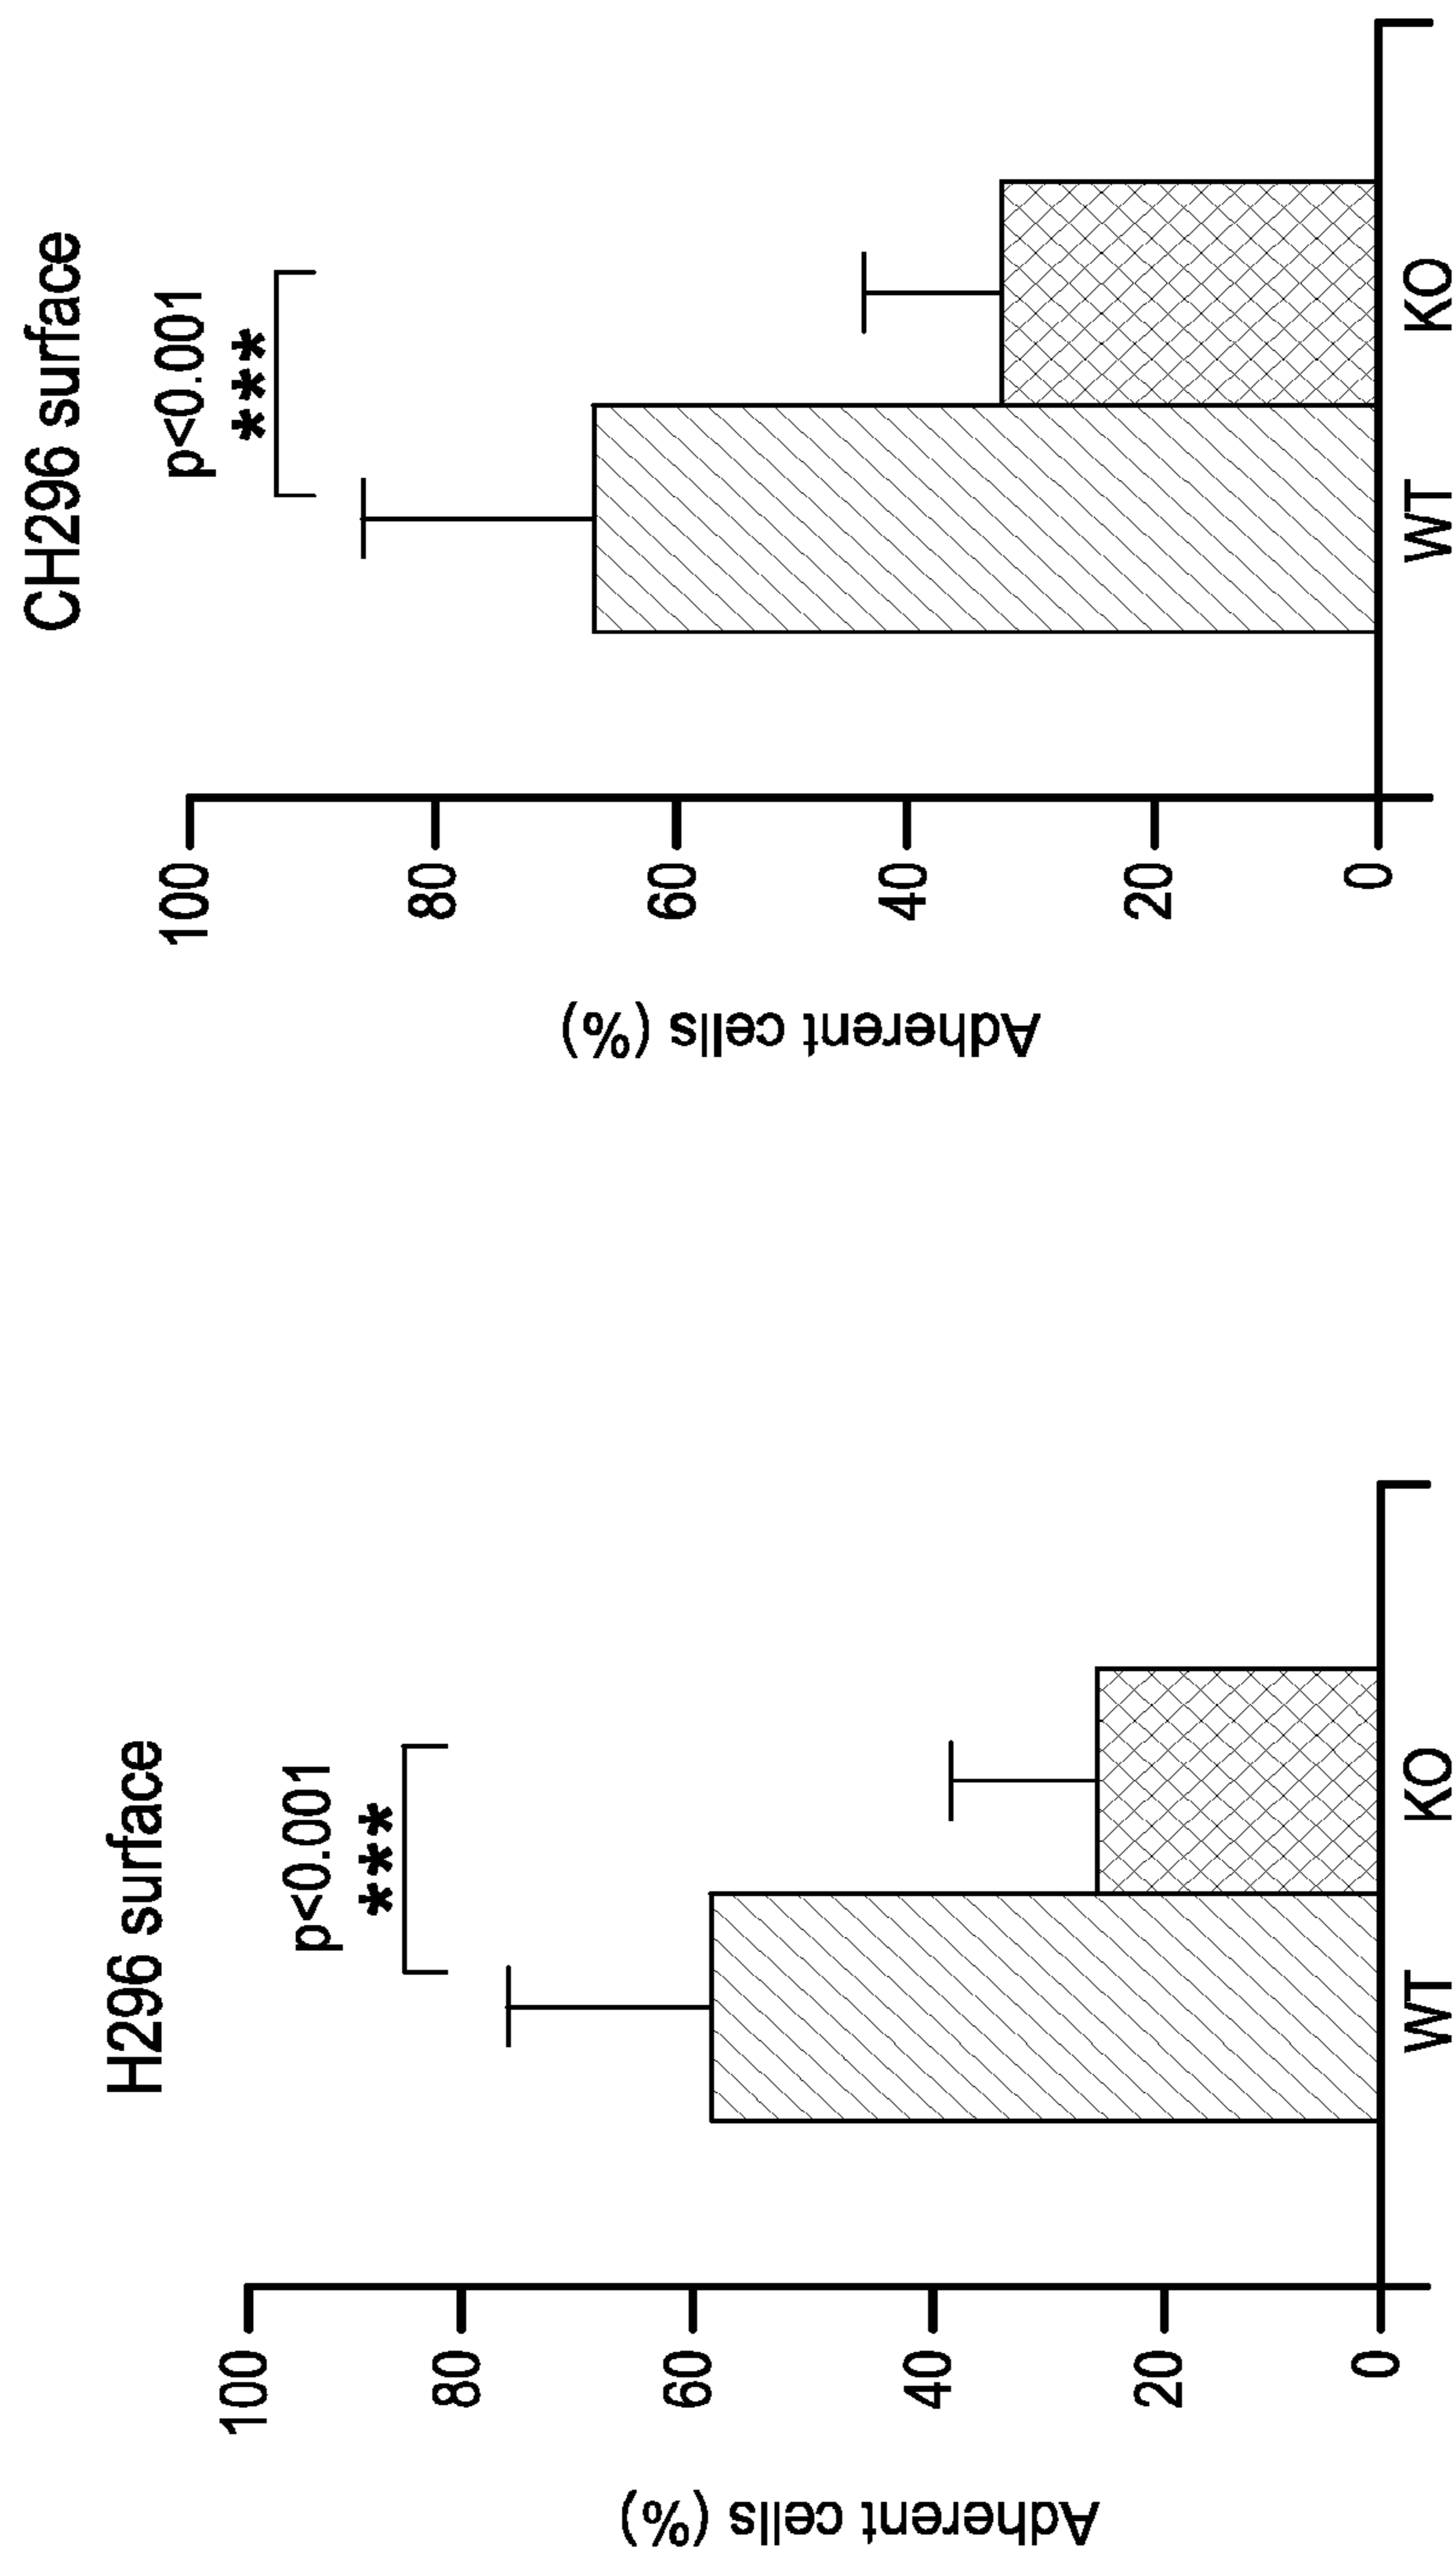 H296 surface
p<0.001
***
Adherent cells (%)
100
80
60
40
20
0
WT
KO
CH296 surface
p<0.001
***
Adherent cells (%)
100
80
60
40
20
0
WT
KO